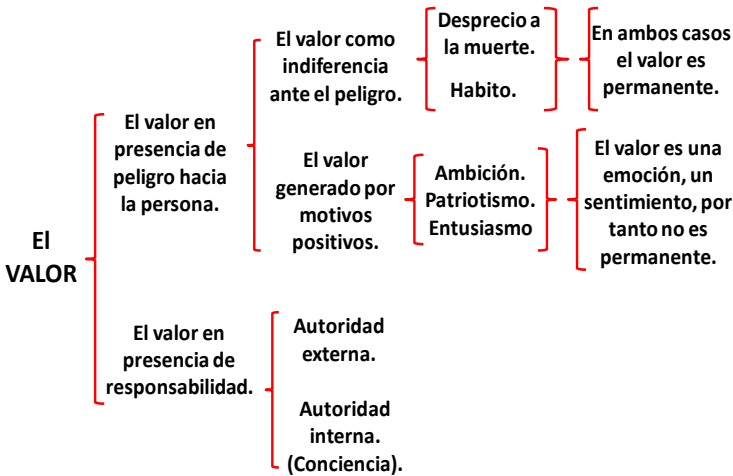 El
VALOR
El valor en
presencia de
peligro hacia
la persona.
El valor como
indiferencia
ante el peligro.
Desprecio a
la muerte.
Habito.
En ambos casos
el valor es
permanente.
El valor
generado por
motivos
positivos.
Ambición.
Patriotismo.
Entusiasmo
El valor es una
emoción, un
sentimiento, por
tanto no es
permanente.
El valor en
presencia de
responsabilidad.
Autoridad
externa.
Autoridad
interna.
(Conciencia).